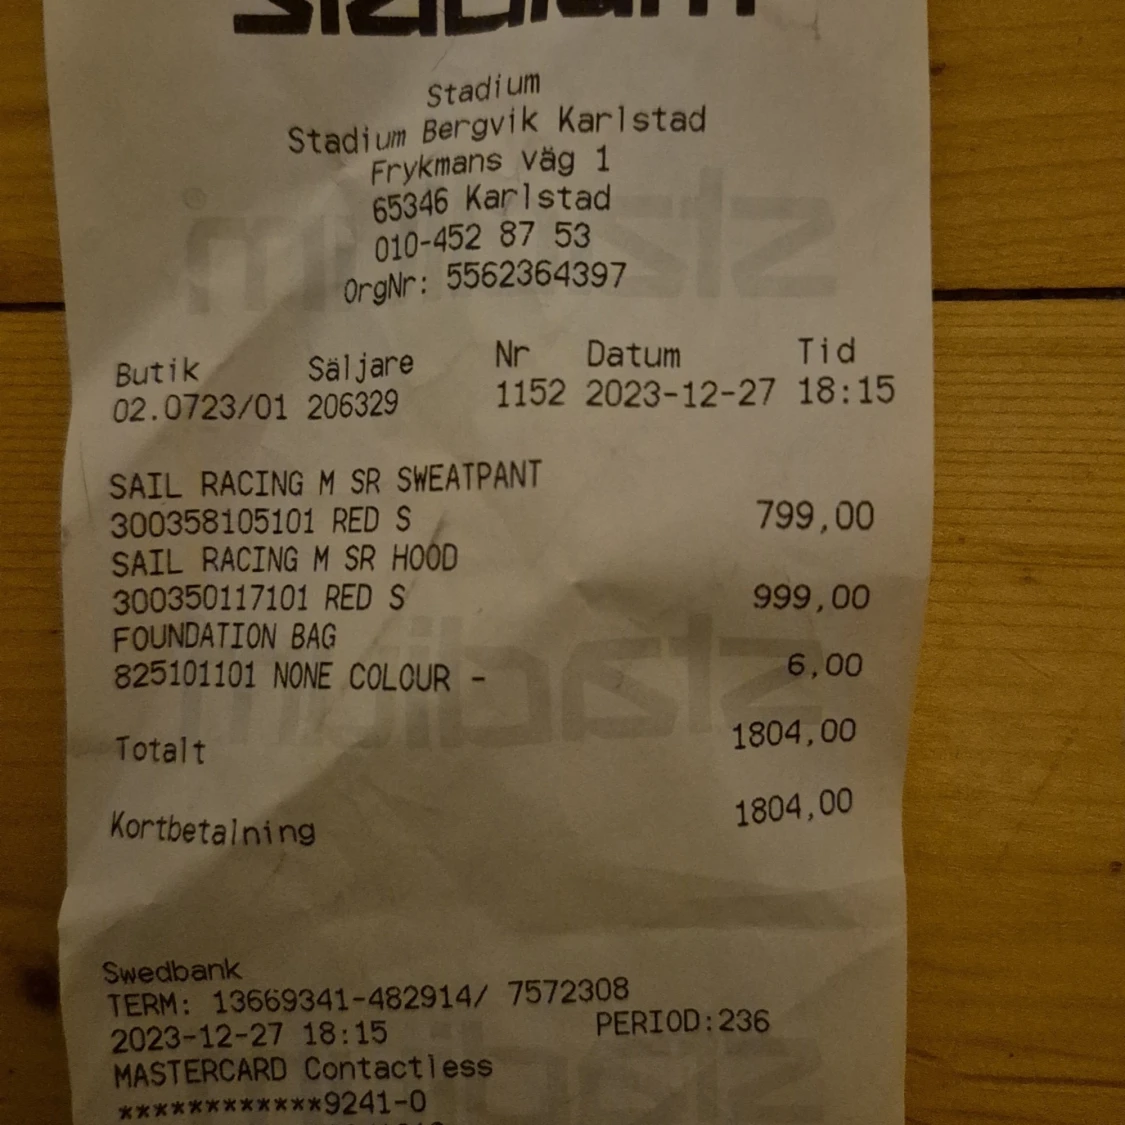 stadium
Stadium
Stadium Bergvik Karlstad
Frykmans väg 1
65346 Karlstad
010-452 87 53
OrgNr: 5562364397
Butik Säljare Nr Datum Tid
02.0723/01 206329 1152 2023-12-27 18:15
SAIL RACING M SR SWEATPANT
300358105101 RED S 799,00
SAIL RACING M SR HOOD
300350117101 RED S 999,00
FOUNDATION BAG
825101101 NONE COLOUR - 6,00
Totalt 1804,00
Kortbetalning 1804,00
Swedbank
TERM: 13669341-482914/ 7572308
2023-12-27 18:15 PERIOD:236
MASTERCARD Contactless
************9241-0